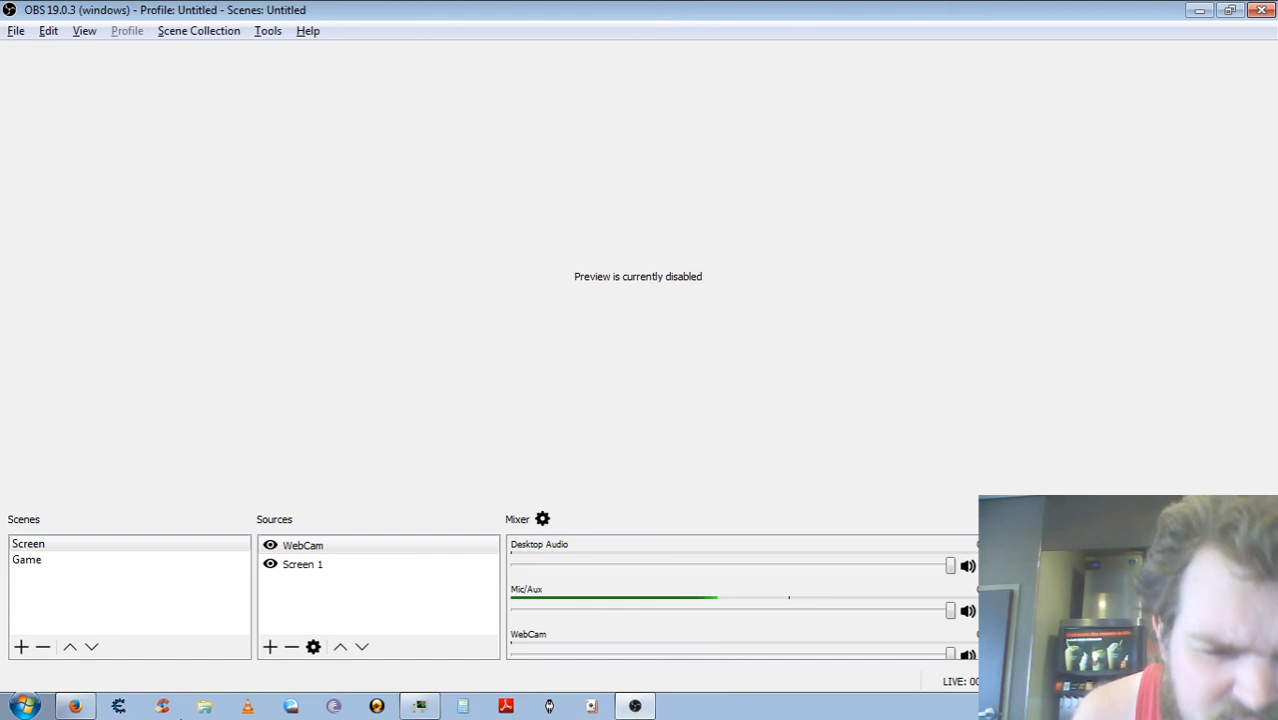 OBS 19.0.3 (windows) - Profile: Untitled - Scenes: Untitled
File Edit View Profile Scene Collection Tools Help
Preview is currently disabled
Scenes
Screen
Game
Sources
WebCam
Screen 1
Mixer
Desktop Audio
Mic/Aux
WebCam
LIVE: